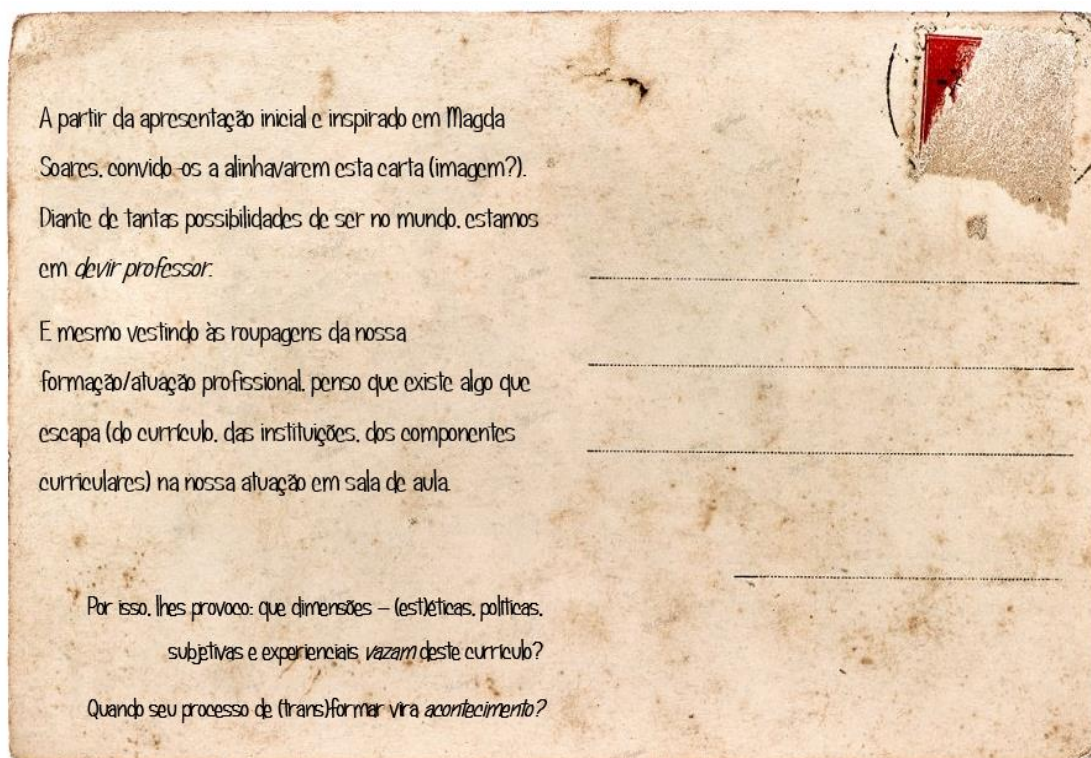 A partir da apresentação inicial e inspirado em Magda
Soares, convido-os a alinhavarem esta carta (imagem?).
Diante de tantas possibilidades de ser no mundo, estamos
em devir professor.
E mesmo vestindo às roupagens da nossa
formação/atuação profissional, penso que existe algo que
escapa (do currículo, das instituições, dos componentes
curriculares) na nossa atuação em sala de aula.
Por isso, lhes provoco: que dimensões – (est)éticas, políticas,
subjetivas e experienciais vazam deste currículo?
Quando seu processo de (trans)formar vira acontecimento?